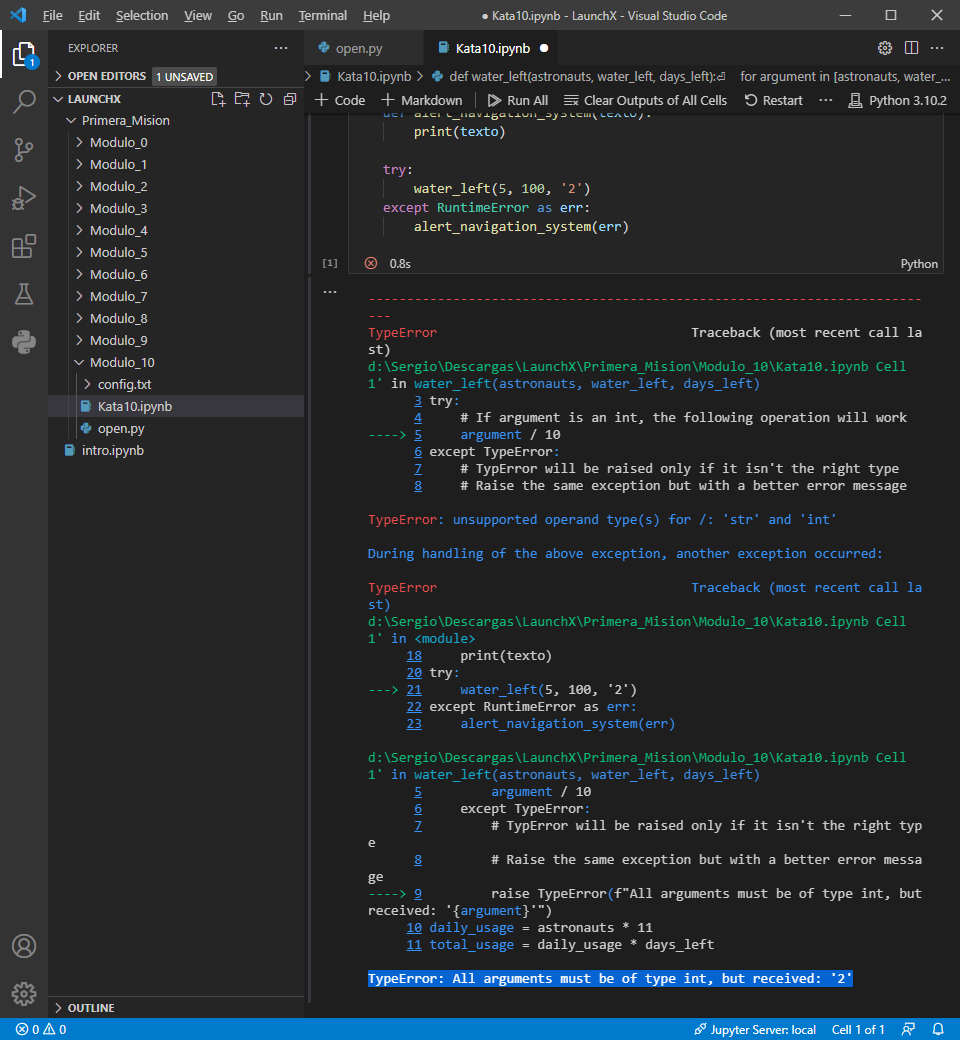 File Edit Selection View Go Run Terminal Help ● Kata10.ipynb - LaunchX - Visual Studio Code
EXPLORER
OPEN EDITORS 1 UNSAVED
LAUNCHX
Primera_Mision
Modulo_0
Modulo_1
Modulo_2
Modulo_3
Modulo_4
Modulo_5
Modulo_6
Modulo_7
Modulo_8
Modulo_9
Modulo_10
config.txt
Kata10.ipynb
open.py
intro.ipynb
OUTLINE
1
open.py Kata10.ipynb ●
Kata10.ipynb > def water_left(astronauts, water_left, days_left):⏎ for argument in [astronauts, water_...
+ Code + Markdown Run All Clear Outputs of All Cells Restart ... Python 3.10.2
def alert_navigation_system(texto):
print(texto)
try:
water_left(5, 100, '2')
except RuntimeError as err:
alert_navigation_system(err)
[1] 0.8s Python
...
------------------------------------------------------------------------
---
TypeError Traceback (most recent call la
st)
d:\Sergio\Descargas\LaunchX\Primera_Mision\Modulo_10\Kata10.ipynb Cell
1' in water_left(astronauts, water_left, days_left)
3 try:
4 # If argument is an int, the following operation will work
----> 5 argument / 10
6 except TypeError:
7 # TypError will be raised only if it isn't the right type
8 # Raise the same exception but with a better error message
TypeError: unsupported operand type(s) for /: 'str' and 'int'
During handling of the above exception, another exception occurred:
TypeError Traceback (most recent call la
st)
d:\Sergio\Descargas\LaunchX\Primera_Mision\Modulo_10\Kata10.ipynb Cell
1' in <module>
18 print(texto)
20 try:
---> 21 water_left(5, 100, '2')
22 except RuntimeError as err:
23 alert_navigation_system(err)
d:\Sergio\Descargas\LaunchX\Primera_Mision\Modulo_10\Kata10.ipynb Cell
1' in water_left(astronauts, water_left, days_left)
5 argument / 10
6 except TypeError:
7 # TypError will be raised only if it isn't the right typ
e
8 # Raise the same exception but with a better error messa
ge
----> 9 raise TypeError(f"All arguments must be of type int, but
received: '{argument}'")
10 daily_usage = astronauts * 11
11 total_usage = daily_usage * days_left
TypeError: All arguments must be of type int, but received: '2'
0 0 Jupyter Server: local Cell 1 of 1